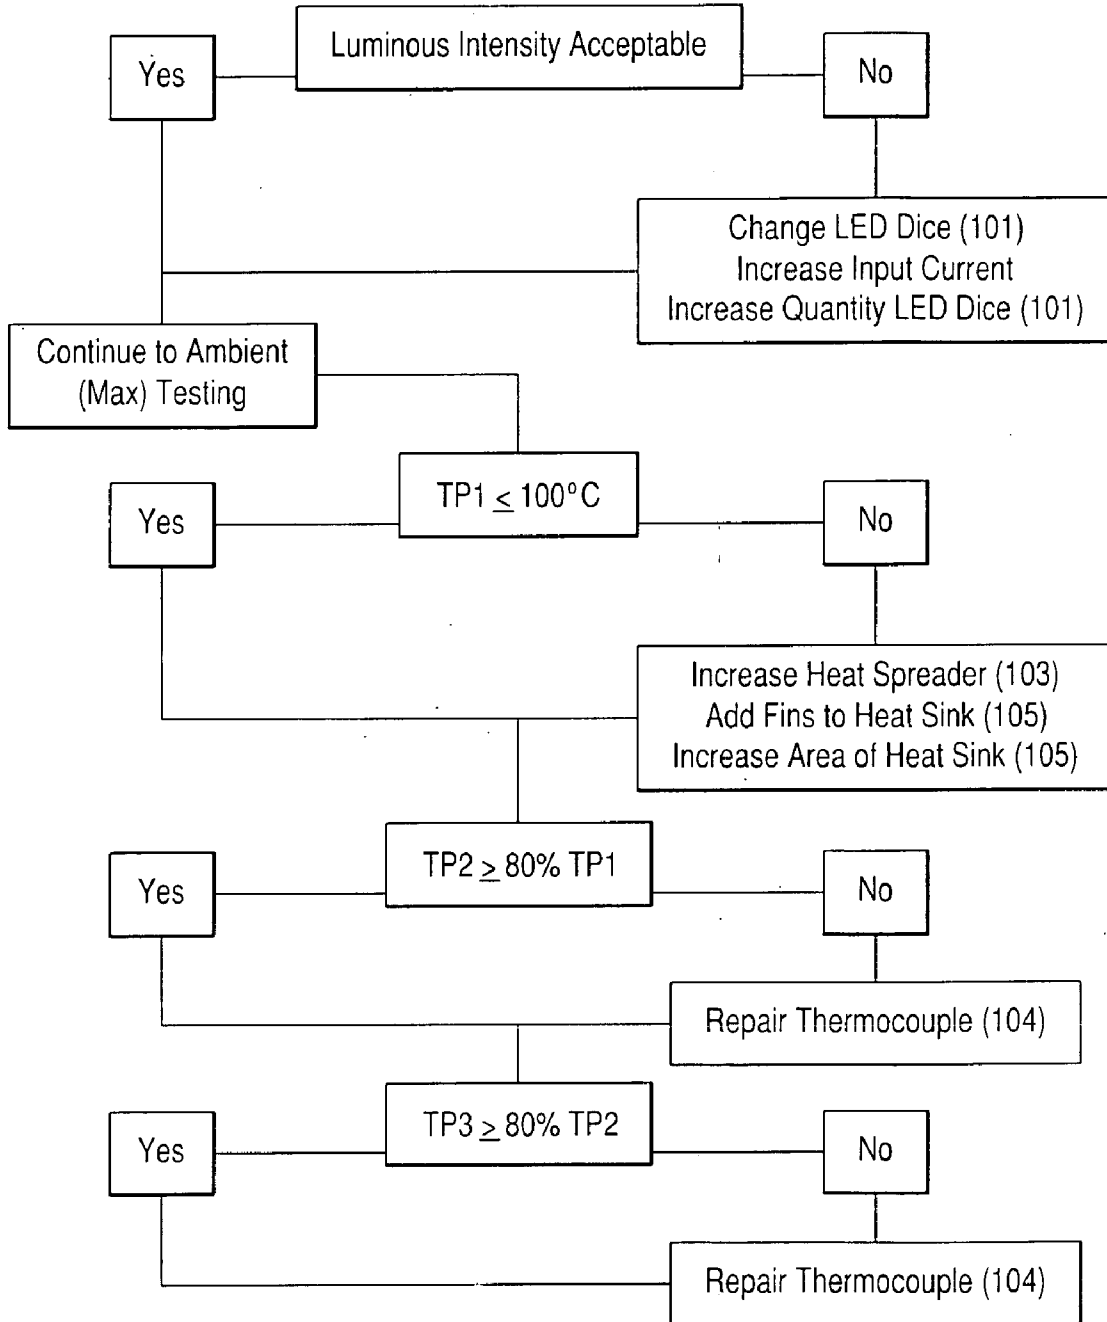 Luminous Intensity Acceptable
Yes
No
Change LED Dice (101)
Increase Input Current
Increase Quantity LED Dice (101)
Continue to Ambient
(Max) Testing
TP1 ≤ 100°C
Yes
No
Increase Heat Spreader (103)
Add Fins to Heat Sink (105)
Increase Area of Heat Sink (105)
TP2 ≥ 80% TP1
Yes
No
Repair Thermocouple (104)
TP3 ≥ 80% TP2
Yes
No
Repair Thermocouple (104)